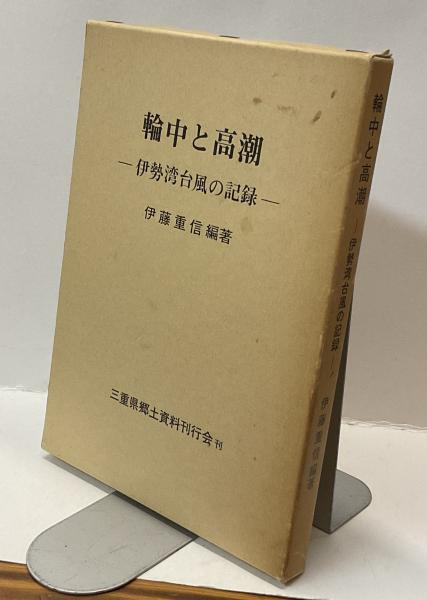 輪中と高潮
―伊勢湾台風の記録―
伊藤重信編著
三重県郷土資料刊行会刊
輪中と高潮―伊勢湾台風の記録― 伊藤重信編著